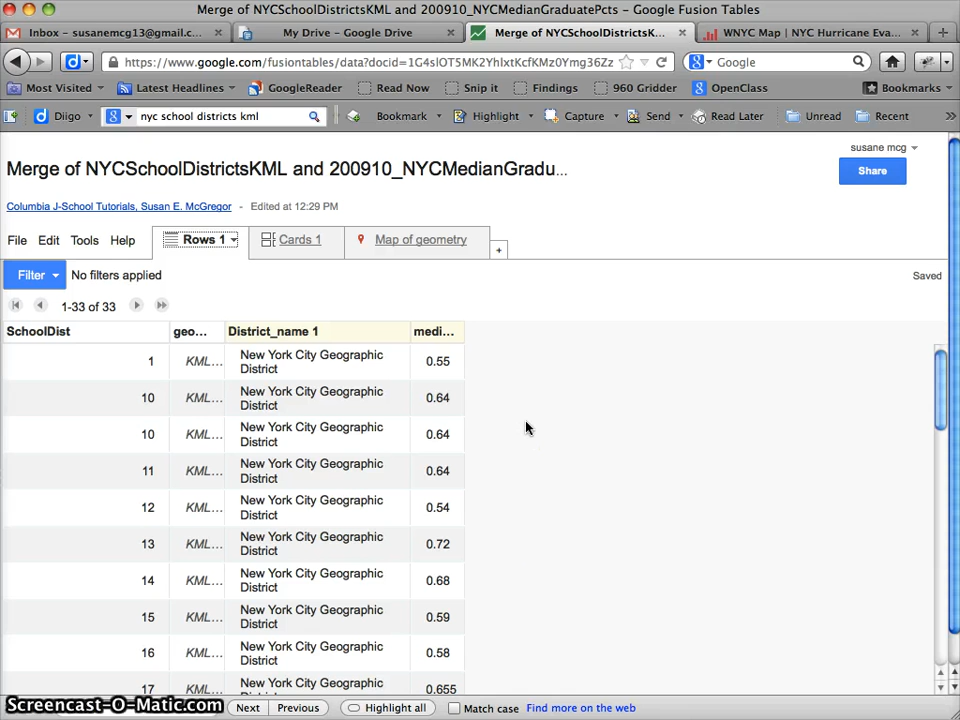 Merge of NYCSchoolDistrictsKML and 200910_NYCMedianGraduatePcts - Google Fusion Tables
Inbox - susanemcg13@gmail.c... × My Drive - Google Drive × Merge of NYCSchoolDistrictsK... × WNYC Map | NYC Hurricane Eva... × +
https://www.google.com/fusiontables/data?docid=1G4slOT5MK2YhlxtKcfKMz0Ymg36Zz Google
Most Visited Latest Headlines GoogleReader Read Now Snip it Findings 960 Gridder OpenClass Bookmarks
Diigo nyc school districts kml Bookmark Highlight Capture Send Read Later Unread Recent »
susane mcg
Merge of NYCSchoolDistrictsKML and 200910_NYCMedianGradu...
Share
Columbia J-School Tutorials, Susan E. McGregor - Edited at 12:29 PM
File Edit Tools Help Rows 1 Cards 1 Map of geometry +
Filter No filters applied Saved
1-33 of 33
SchoolDist geo... District_name 1 medi...
1 KML... New York City Geographic District 0.55
10 KML... New York City Geographic District 0.64
10 KML... New York City Geographic District 0.64
11 KML... New York City Geographic District 0.64
12 KML... New York City Geographic District 0.54
13 KML... New York City Geographic District 0.72
14 KML... New York City Geographic District 0.68
15 KML... New York City Geographic District 0.59
16 KML... New York City Geographic District 0.58
17 KML... New York City Geographic District 0.655
Screencast-O-Matic.com Next Previous Highlight all Match case Find more on the web